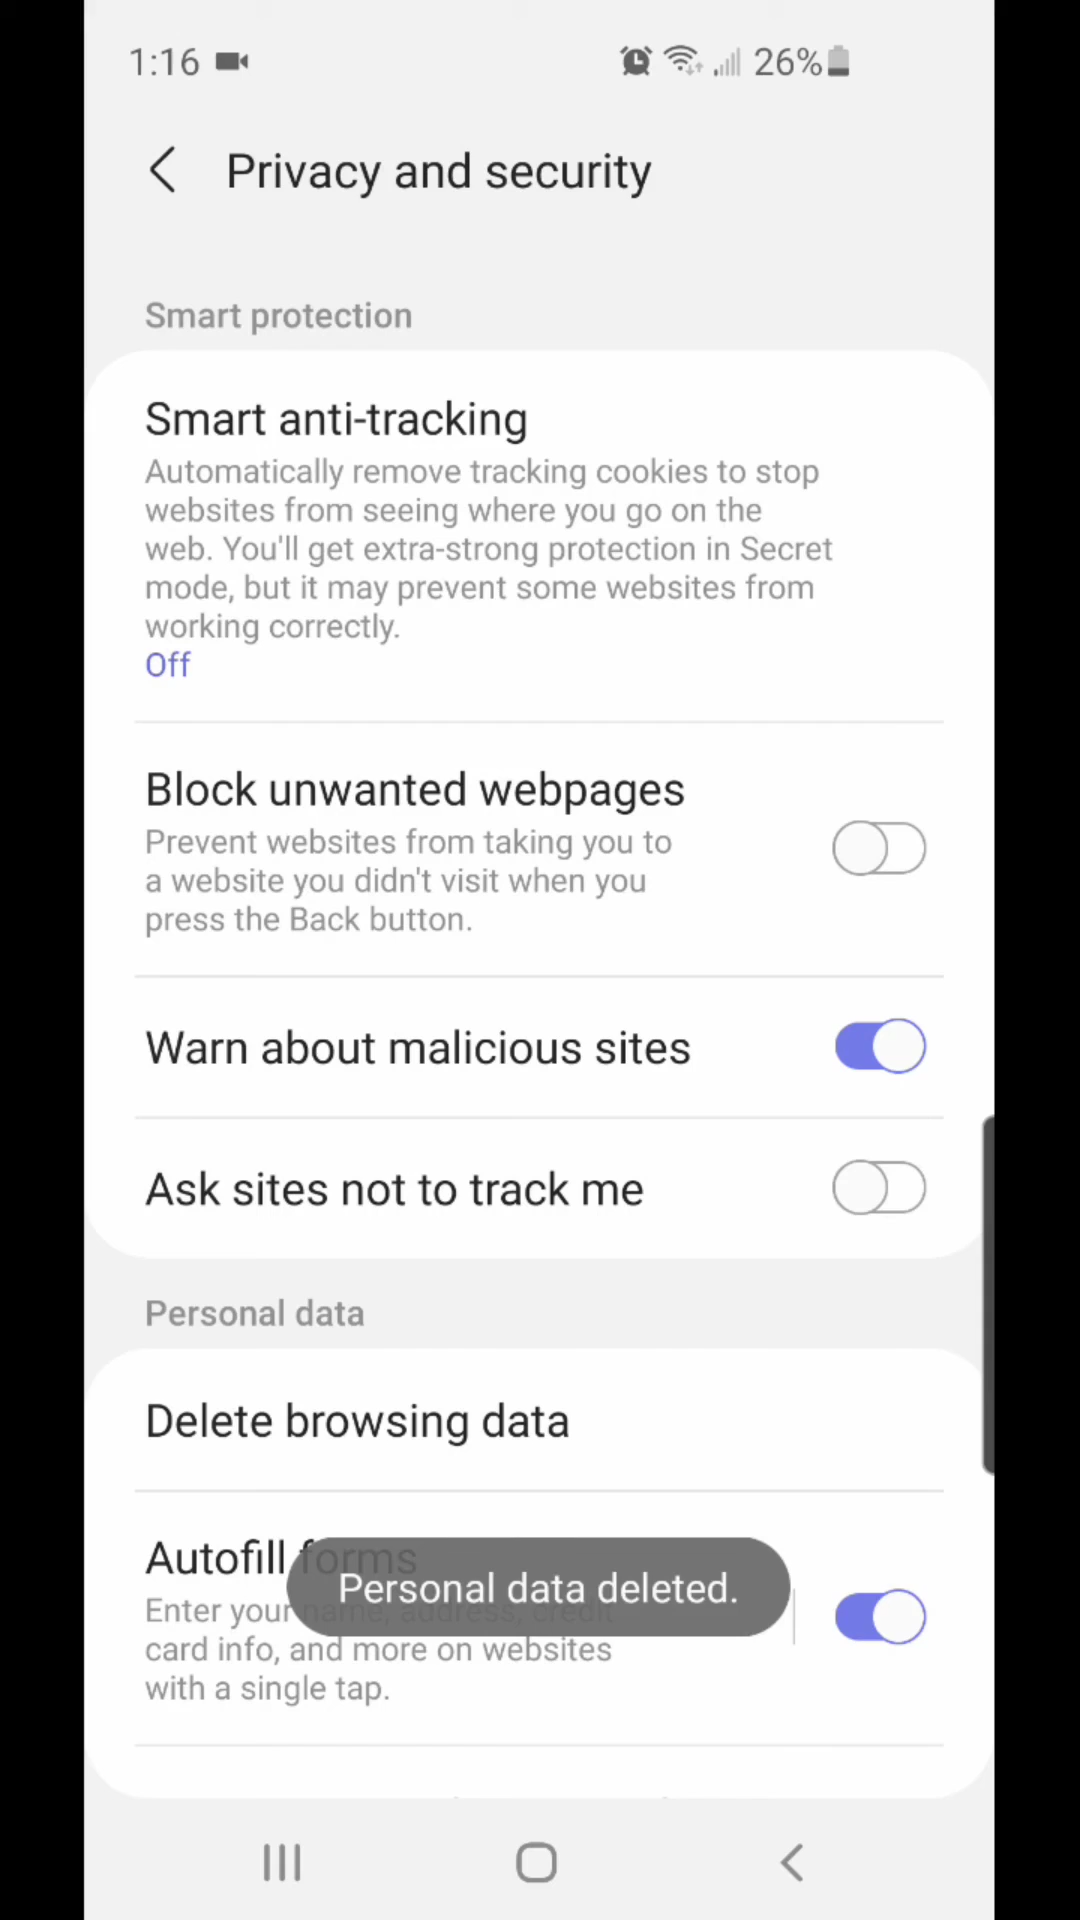 1:16 26%
Privacy and security
Smart protection
Smart anti-tracking
Automatically remove tracking cookies to stop
websites from seeing where you go on the
web. You'll get extra-strong protection in Secret
mode, but it may prevent some websites from
working correctly.
Off
Block unwanted webpages
Prevent websites from taking you to
a website you didn't visit when you
press the Back button.
Warn about malicious sites
Ask sites not to track me
Personal data
Delete browsing data
Autofill forms
Personal data deleted.
Enter your name, address, credit
card info, and more on websites
with a single tap.